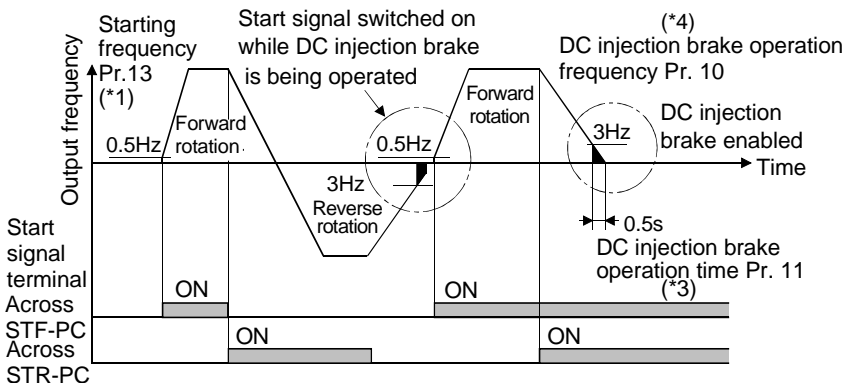 Starting
frequency
Pr.13
(*1)
Start signal switched on
while DC injection brake
is being operated
(*4)
DC injection brake operation
frequency Pr. 10
Output frequency
0.5Hz
Forward
rotation
3Hz
Reverse
rotation
0.5Hz
Forward
rotation
3Hz
DC injection
brake enabled
Time
0.5s
DC injection brake
operation time Pr. 11
(*3)
Start
signal
terminal
Across
STF-PC
ON
ON
Across
STR-PC
ON
ON